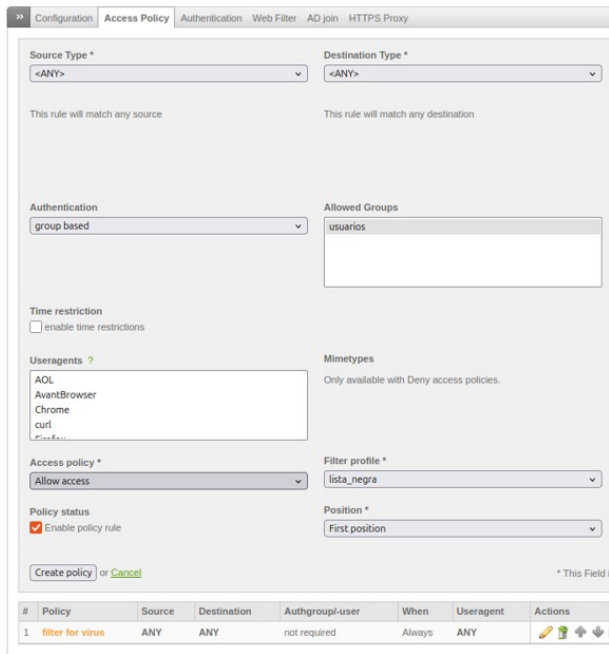 » Configuration Access Policy Authentication Web Filter AD join HTTPS Proxy
Source Type * Destination Type *
<ANY> <ANY>
This rule will match any source This rule will match any destination
Authentication Allowed Groups
group based usuarios
Time restriction
enable time restrictions
Useragents ? Mimetypes
AOL Only available with Deny access policies.
AvantBrowser
Chrome
curl
Firefox
Access policy * Filter profile *
Allow access lista_negra
Policy status Position *
Enable policy rule First position
Create policy or Cancel * This Field
# Policy Source Destination Authgroup/-user When Useragent Actions
1 filter for virus ANY ANY not required Always ANY